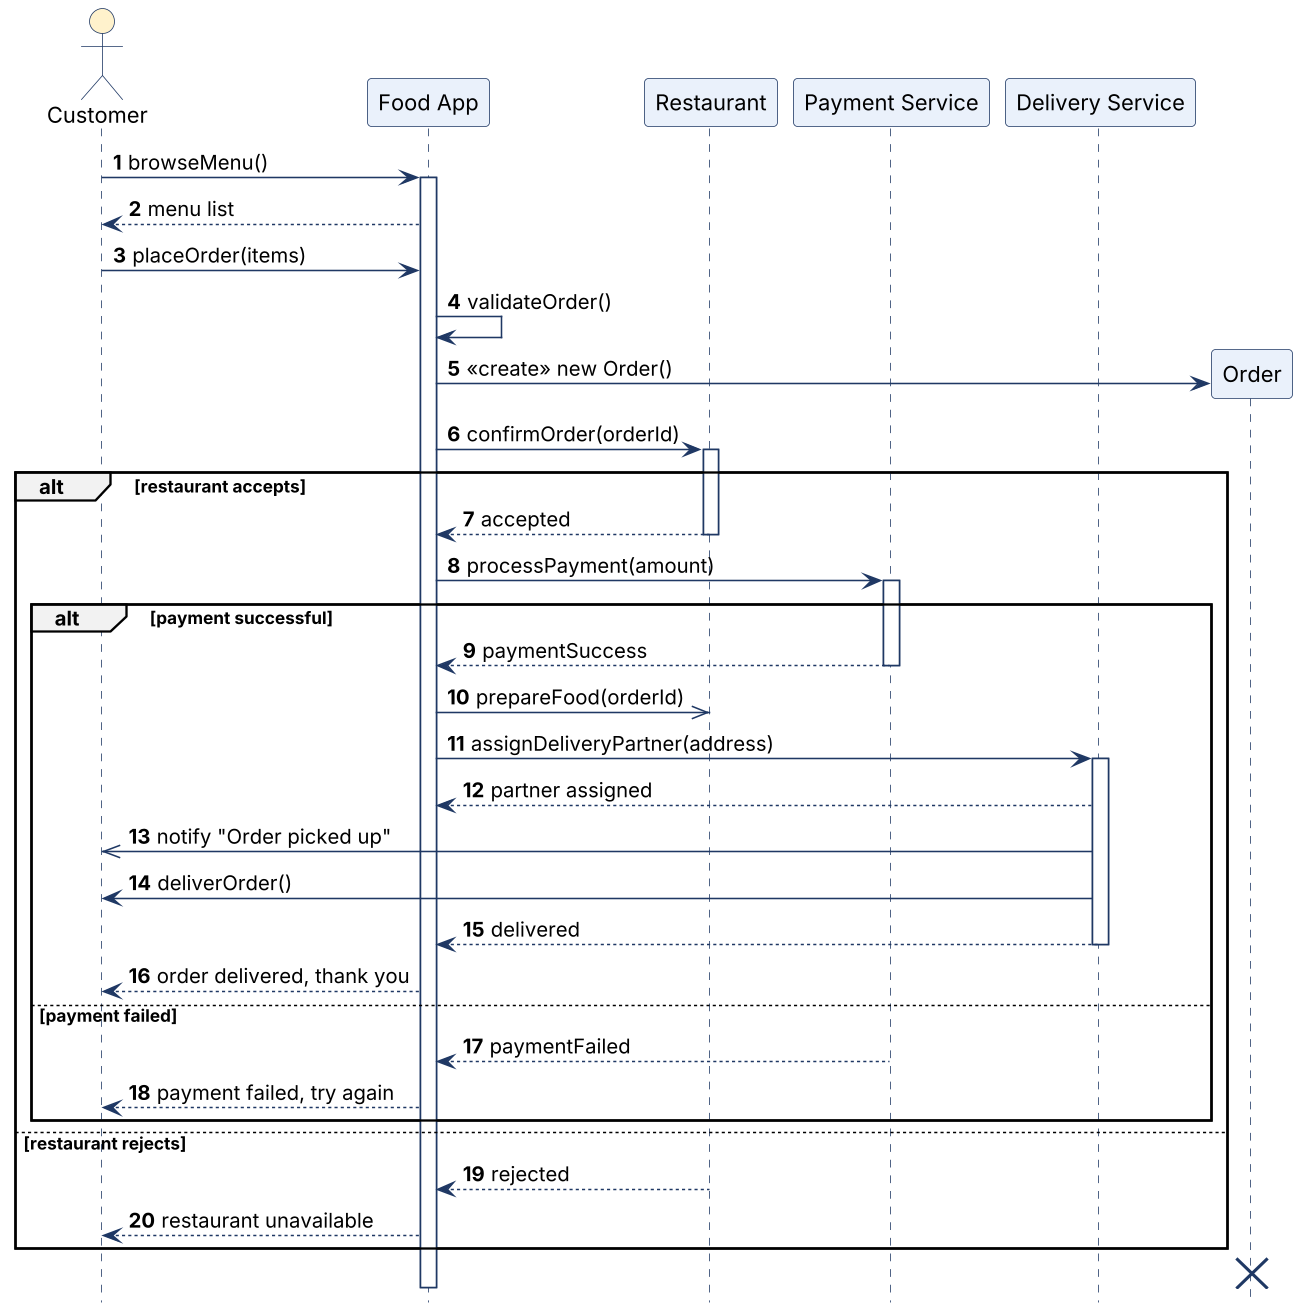 Customer
Food App
Restaurant
Payment Service
Delivery Service
1 browseMenu()
2 menu list
3 placeOrder(items)
4 validateOrder()
5 «create» new Order()
Order
6 confirmOrder(orderId)
alt [restaurant accepts]
7 accepted
8 processPayment(amount)
alt [payment successful]
9 paymentSuccess
10 prepareFood(orderId)
11 assignDeliveryPartner(address)
12 partner assigned
13 notify "Order picked up"
14 deliverOrder()
15 delivered
16 order delivered, thank you
[payment failed]
17 paymentFailed
18 payment failed, try again
[restaurant rejects]
19 rejected
20 restaurant unavailable